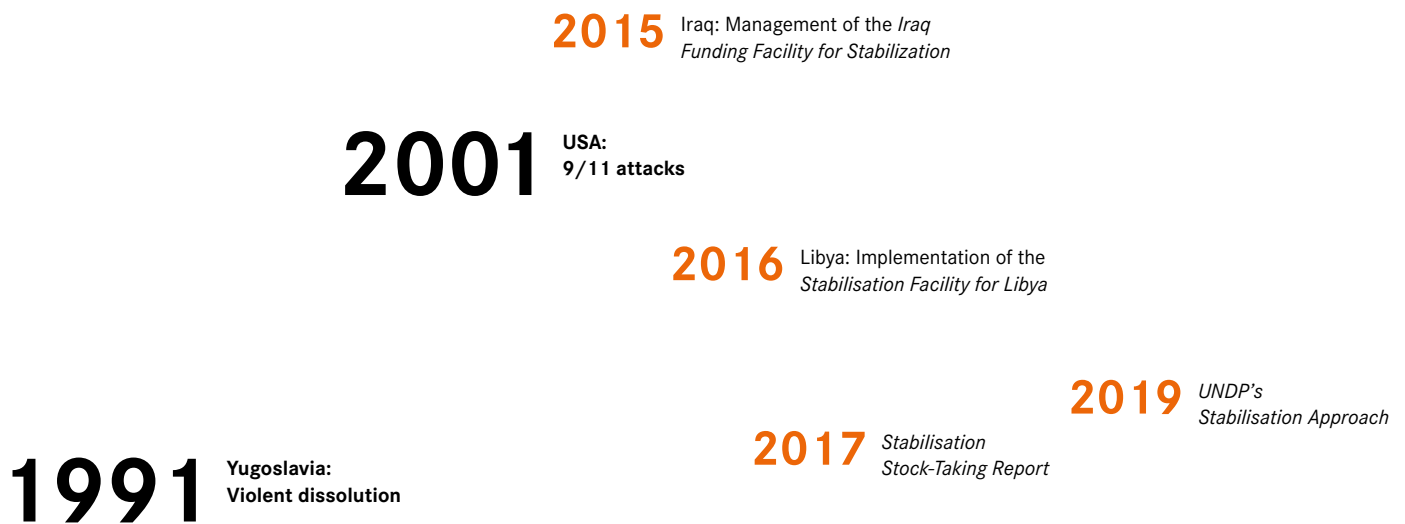 2015
Iraq: Management of the Iraq
Funding Facility for Stabilization
2001
USA:
9/11 attacks
2016
Libya: Implementation of the
Stabilisation Facility for Libya
2019
UNDP’s
Stabilisation Approach
2017
Stabilisation
Stock-Taking Report
1991
Yugoslavia:
Violent dissolution